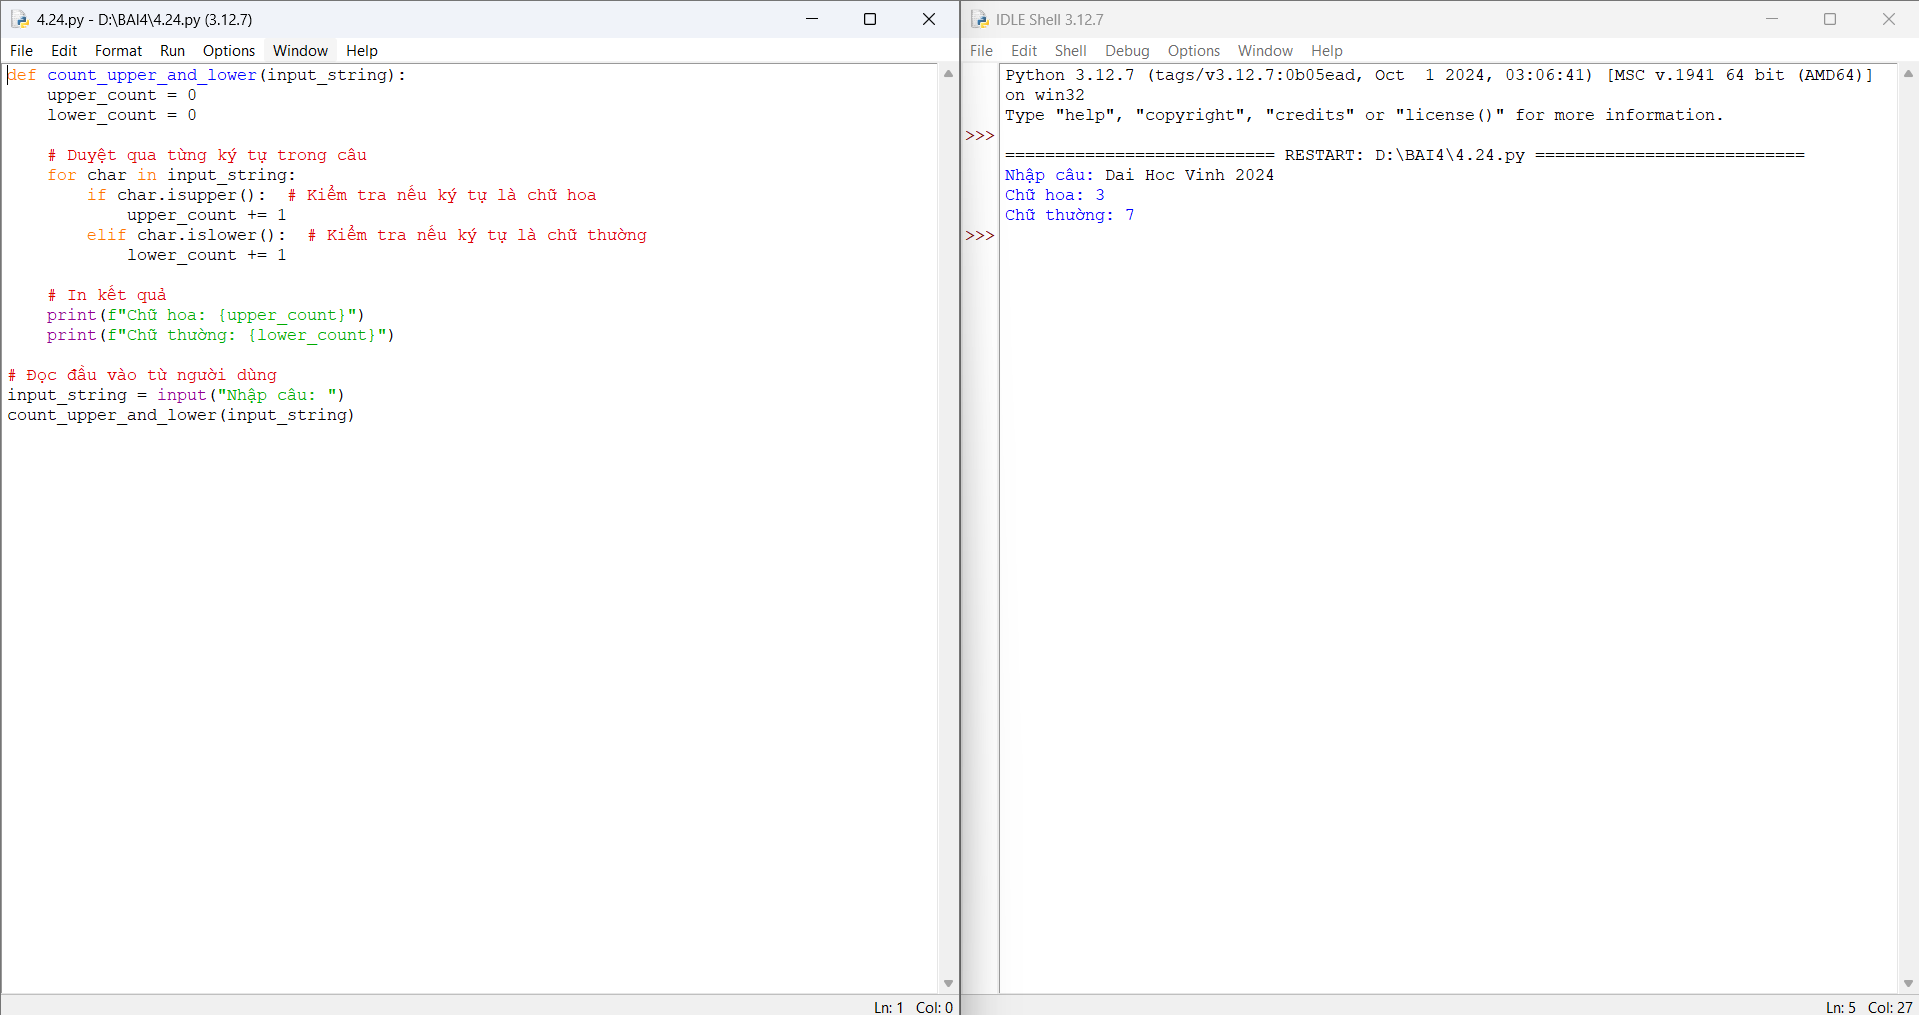 4.24.py - D:\BAI4\4.24.py (3.12.7)
File Edit Format Run Options Window Help
def count_upper_and_lower(input_string):
    upper_count = 0
    lower_count = 0
    # Duyệt qua từng ký tự trong câu
    for char in input_string:
        if char.isupper():  # Kiểm tra nếu ký tự là chữ hoa
            upper_count += 1
        elif char.islower():  # Kiểm tra nếu ký tự là chữ thường
            lower_count += 1
    # In kết quả
    print(f"Chữ hoa: {upper_count}")
    print(f"Chữ thường: {lower_count}")
# Đọc đầu vào từ người dùng
input_string = input("Nhập câu: ")
count_upper_and_lower(input_string)
Ln: 1 Col: 0
IDLE Shell 3.12.7
File Edit Shell Debug Options Window Help
Python 3.12.7 (tags/v3.12.7:0b05ead, Oct  1 2024, 03:06:41) [MSC v.1941 64 bit (AMD64)]
on win32
Type "help", "copyright", "credits" or "license()" for more information.
>>>
=========================== RESTART: D:\BAI4\4.24.py ===========================
Nhập câu: Dai Hoc Vinh 2024
Chữ hoa: 3
Chữ thường: 7
>>>
Ln: 5 Col: 27